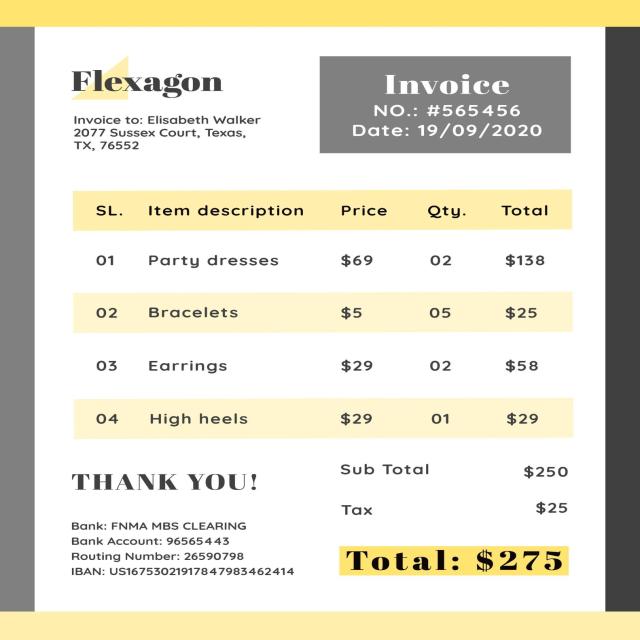 Flexagon
Invoice to: Elisabeth Walker
2077 Sussex Court, Texas,
TX, 76552
Invoice
NO.: #565456
Date: 19/09/2020
SL. Item description Price Qty. Total
01 Party dresses $69 02 $138
02 Bracelets $5 05 $25
03 Earrings $29 02 $58
04 High heels $29 01 $29
Sub Total $250
Tax $25
Total: $275
THANK YOU!
Bank: FNMA MBS CLEARING
Bank Account: 96565443
Routing Number: 26590798
IBAN: US16753021917847983462414